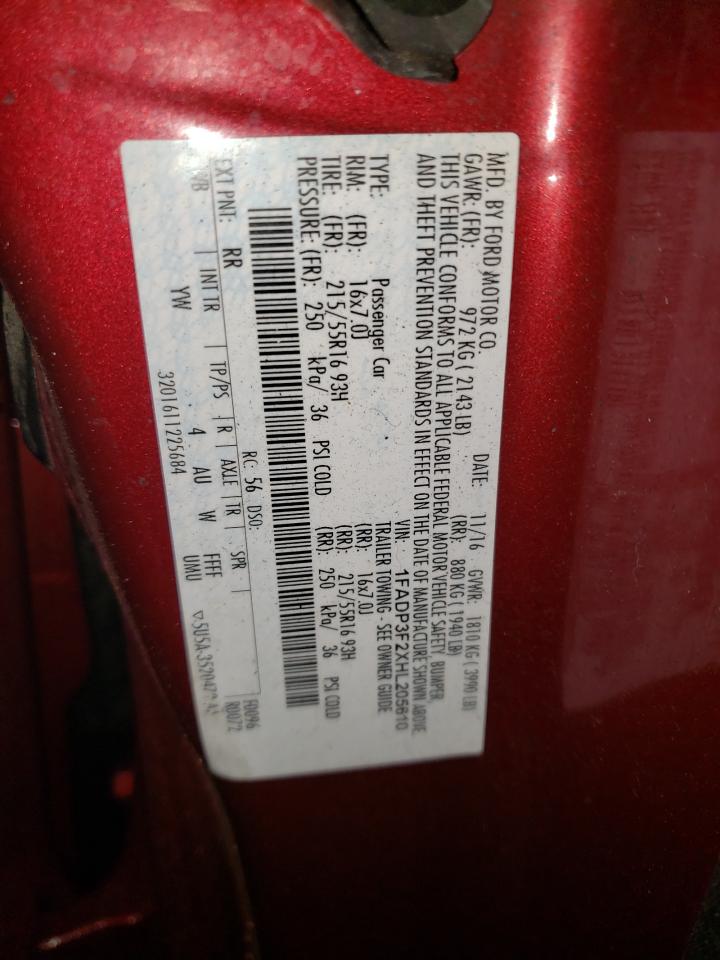 MFD. BY FORD MOTOR CO. DATE: 11/16 GVWR: 1810 KG ( 3990 LB)
GAWR: (FR): 972 KG ( 2143 LB) (RR): 880 KG ( 1940 LB)
THIS VEHICLE CONFORMS TO ALL APPLICABLE FEDERAL MOTOR VEHICLE SAFETY, BUMPER,
AND THEFT PREVENTION STANDARDS IN EFFECT ON THE DATE OF MANUFACTURE SHOWN ABOVE.
VIN: 1FADP3F2XHL205610
TYPE: Passenger Car TRAILER TOWING - SEE OWNER GUIDE
RIM: (FR): 16x7.0J (RR): 16x7.0J
TIRE: (FR): 215/55R16 93H (RR): 215/55R16 93H
PRESSURE: (FR): 250 kPa/ 36 PSI COLD (RR): 250 kPa/ 36 PSI COLD
RC: 56 DSO: F0096
EXT PNT: RR R0072
WB | INT TR | TP/PS | R | AXLE | TR | SPR
YW 4 AU W FFFF
UMU
3201611225684